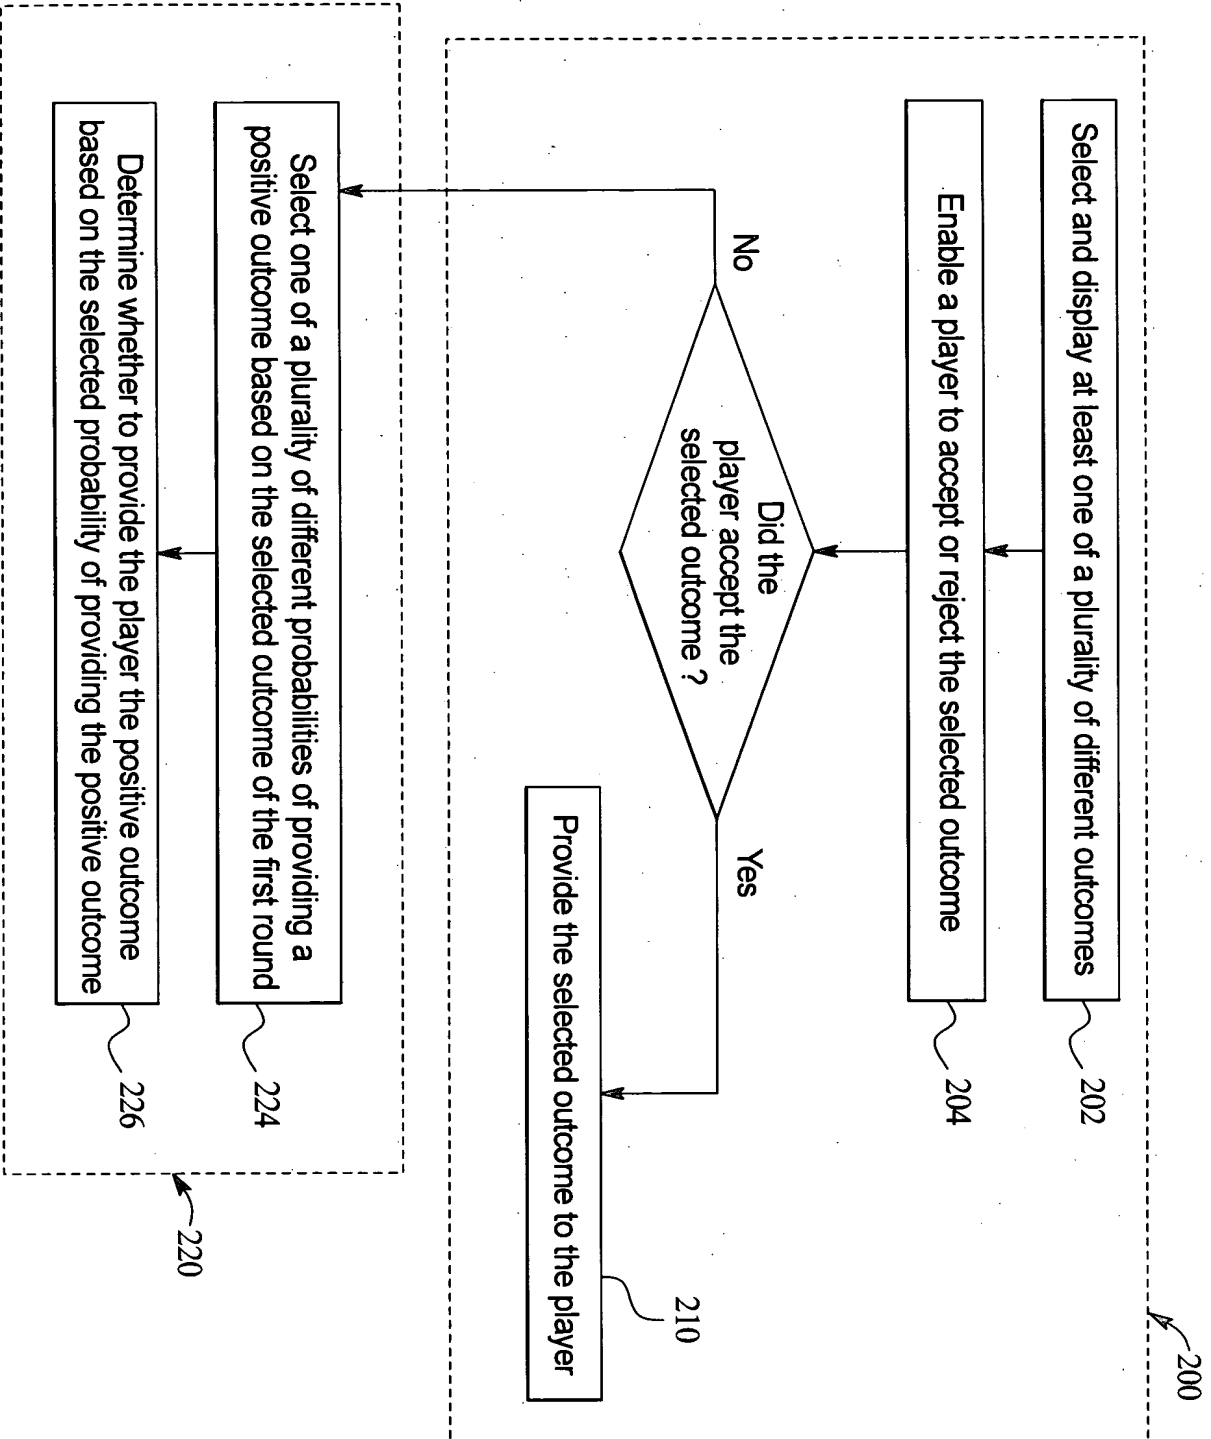 200
Select and display at least one of a plurality of different outcomes
202
Enable a player to accept or reject the selected outcome
204
Did the
player accept the
selected outcome ?
No
Yes
Provide the selected outcome to the player
210
Select one of a plurality of different probabilities of providing a
positive outcome based on the selected outcome of the first round
224
Determine whether to provide the player the positive outcome
based on the selected probability of providing the positive outcome
226
220